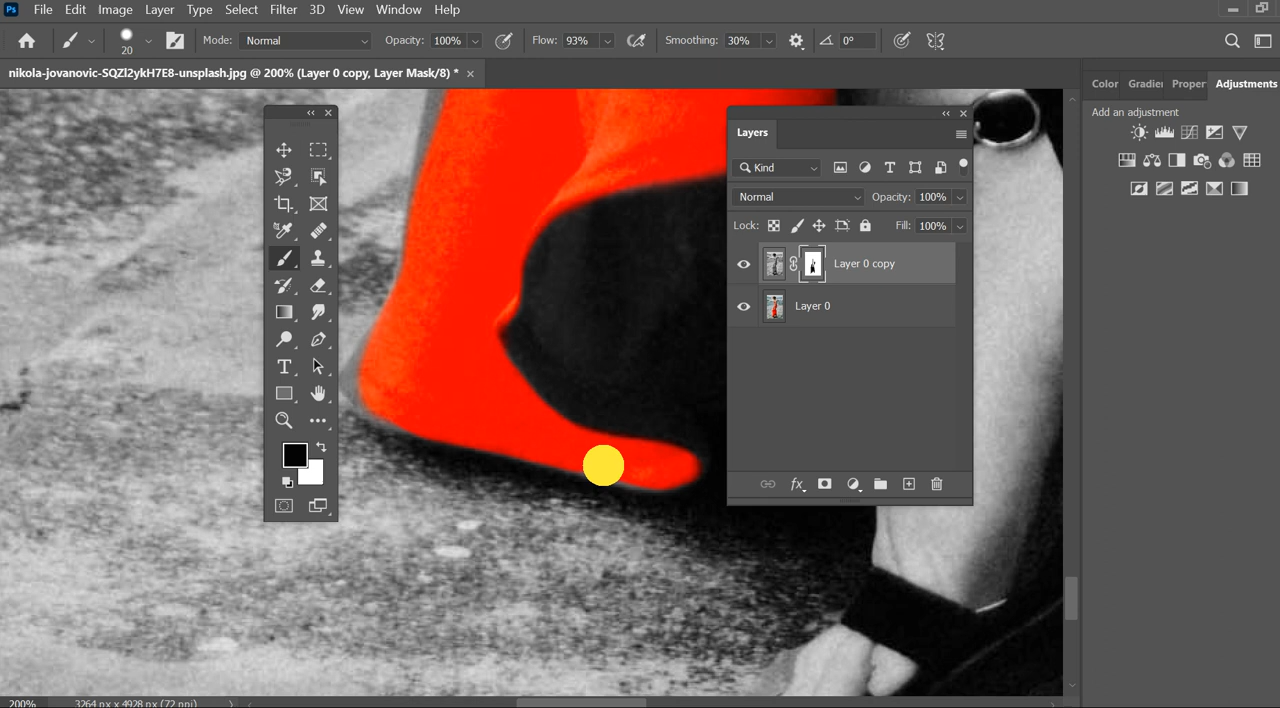 Ps File Edit Image Layer Type Select Filter 3D View Window Help
20 Mode: Normal Opacity: 100% Flow: 93% Smoothing: 30% 0°
nikola-jovanovic-SQZl2ykH7E8-unsplash.jpg @ 200% (Layer 0 copy, Layer Mask/8) * ×
Color Gradie Proper Adjustments
Add an adjustment
Layers
Kind
Normal Opacity: 100%
Lock: Fill: 100%
Layer 0 copy
Layer 0
fx
200% 3264 px x 4928 px (72 ppi)